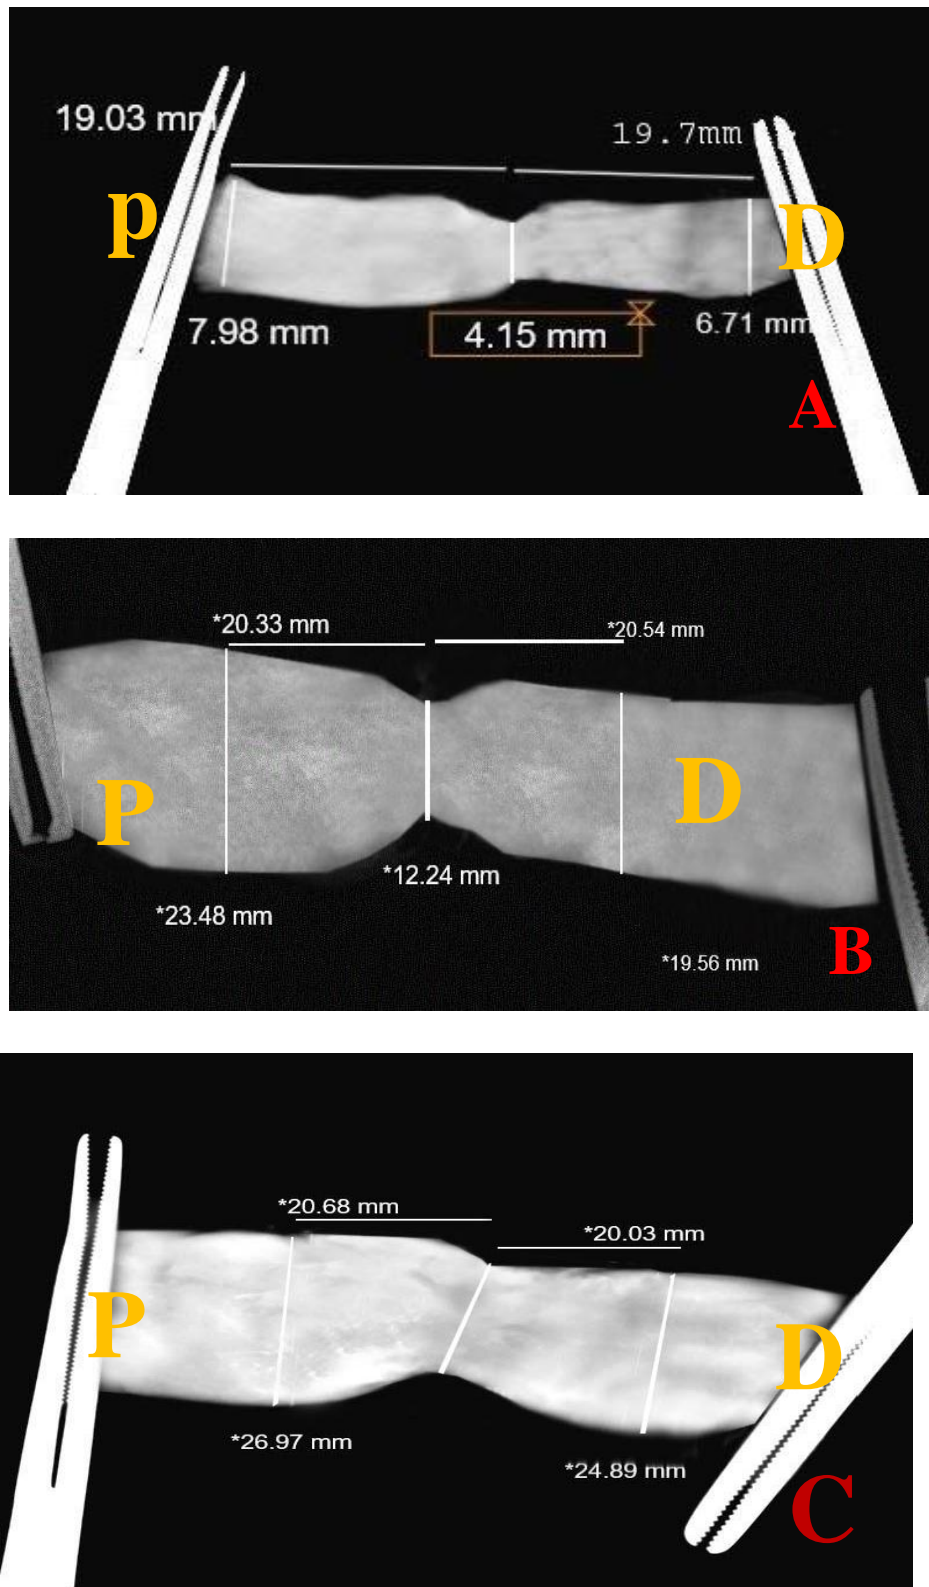 19.03 mm
19.7mm
p
D
7.98 mm
4.15 mm
6.71 mm
A
*20.33 mm
*20.54 mm
P
D
*12.24 mm
*23.48 mm
*19.56 mm
B
*20.68 mm
*20.03 mm
P
D
*26.97 mm
*24.89 mm
C